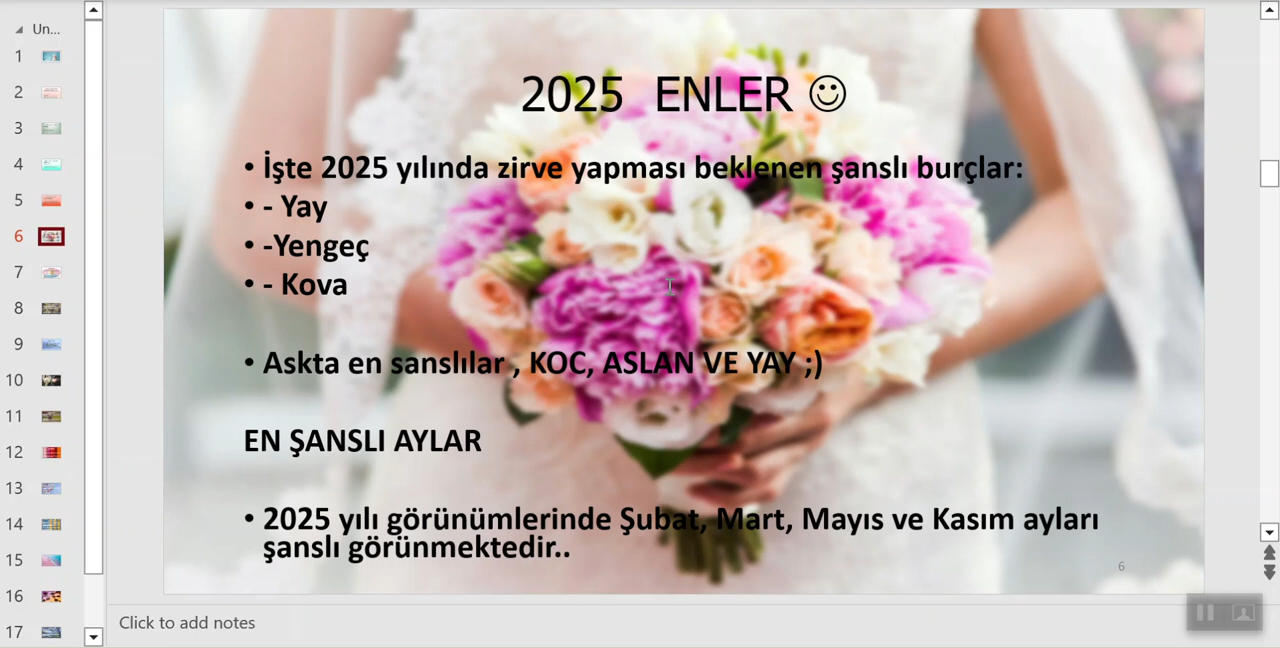 Un...
1
2
3
4
5
6
7
8
9
10
11
12
13
14
15
16
17
2025 ENLER ☺
• İşte 2025 yılında zirve yapması beklenen şanslı burçlar:
• - Yay
• -Yengeç
• - Kova
• Askta en sanslılar , KOC, ASLAN VE YAY ;)
EN ŞANSLI AYLAR
• 2025 yılı görünümlerinde Şubat, Mart, Mayıs ve Kasım ayları
şanslı görünmektedir..
6
Click to add notes